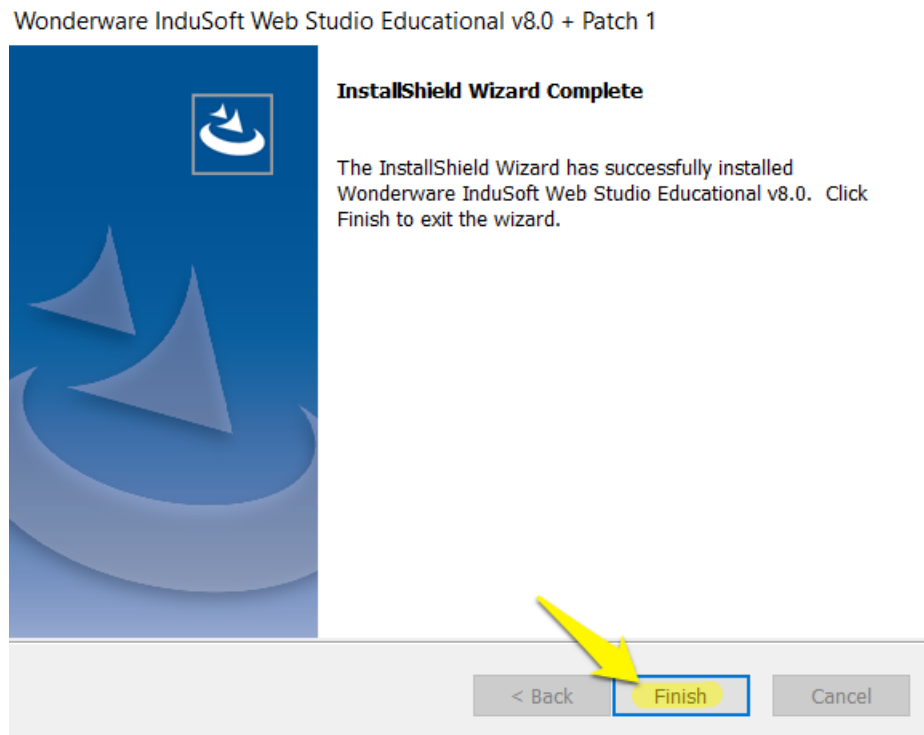 Wonderware InduSoft Web Studio Educational v8.0 + Patch 1
InstallShield Wizard Complete
The InstallShield Wizard has successfully installed
Wonderware InduSoft Web Studio Educational v8.0.  Click
Finish to exit the wizard.
< Back
Finish
Cancel